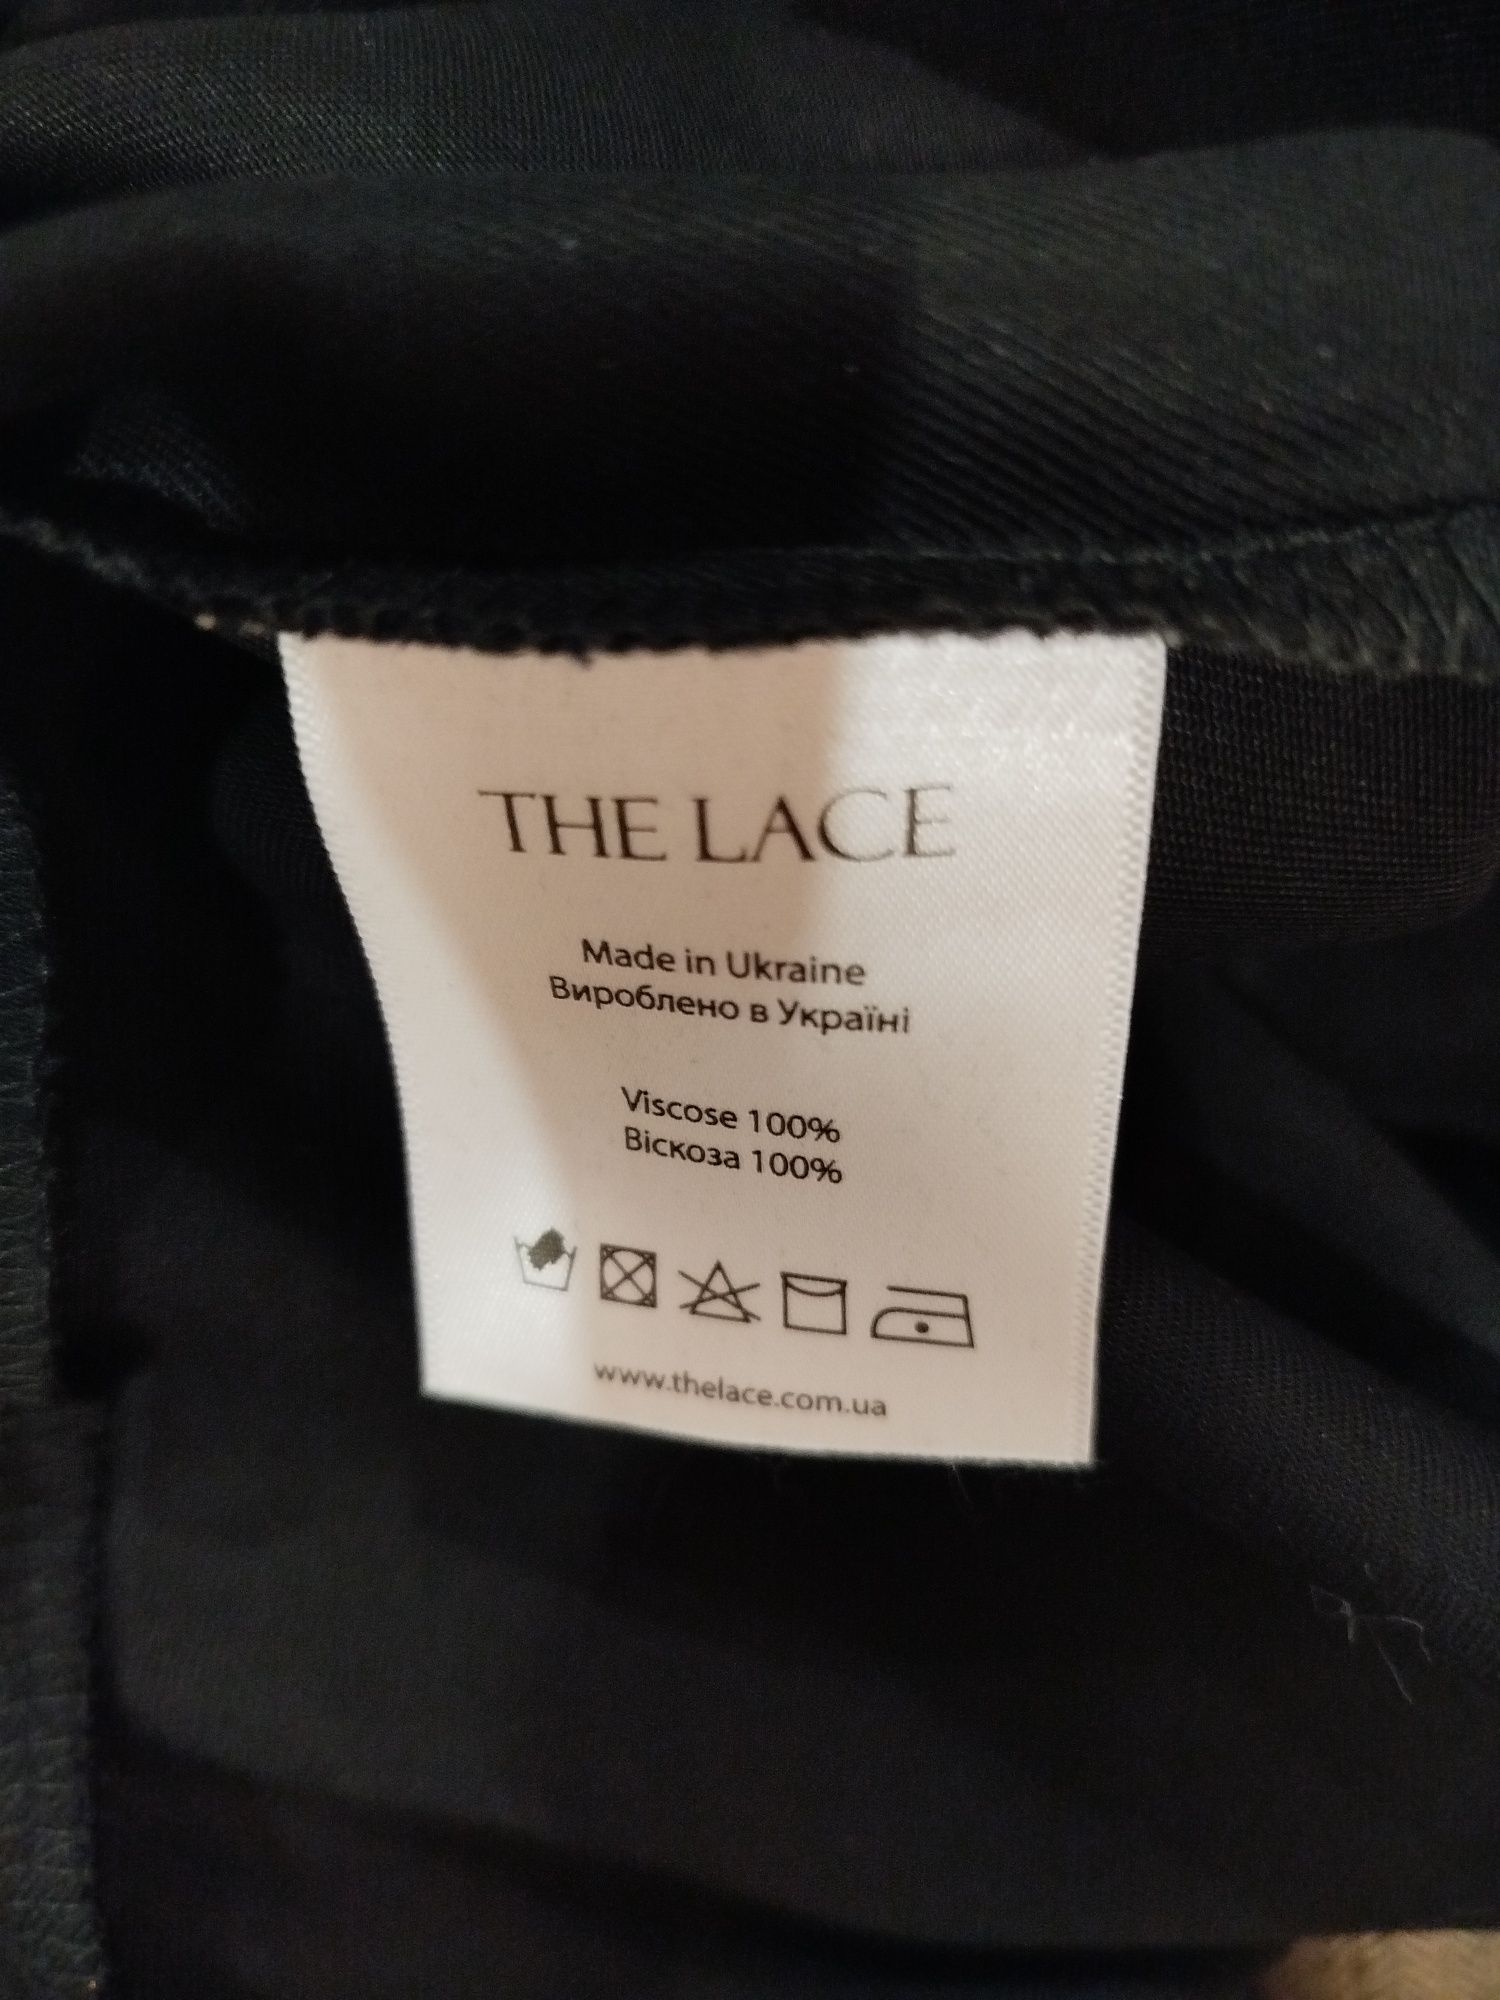 THE LACE
Made in Ukraine
Вироблено в Україні
Viscose 100%
Віскоза 100%
www.thelace.com.ua